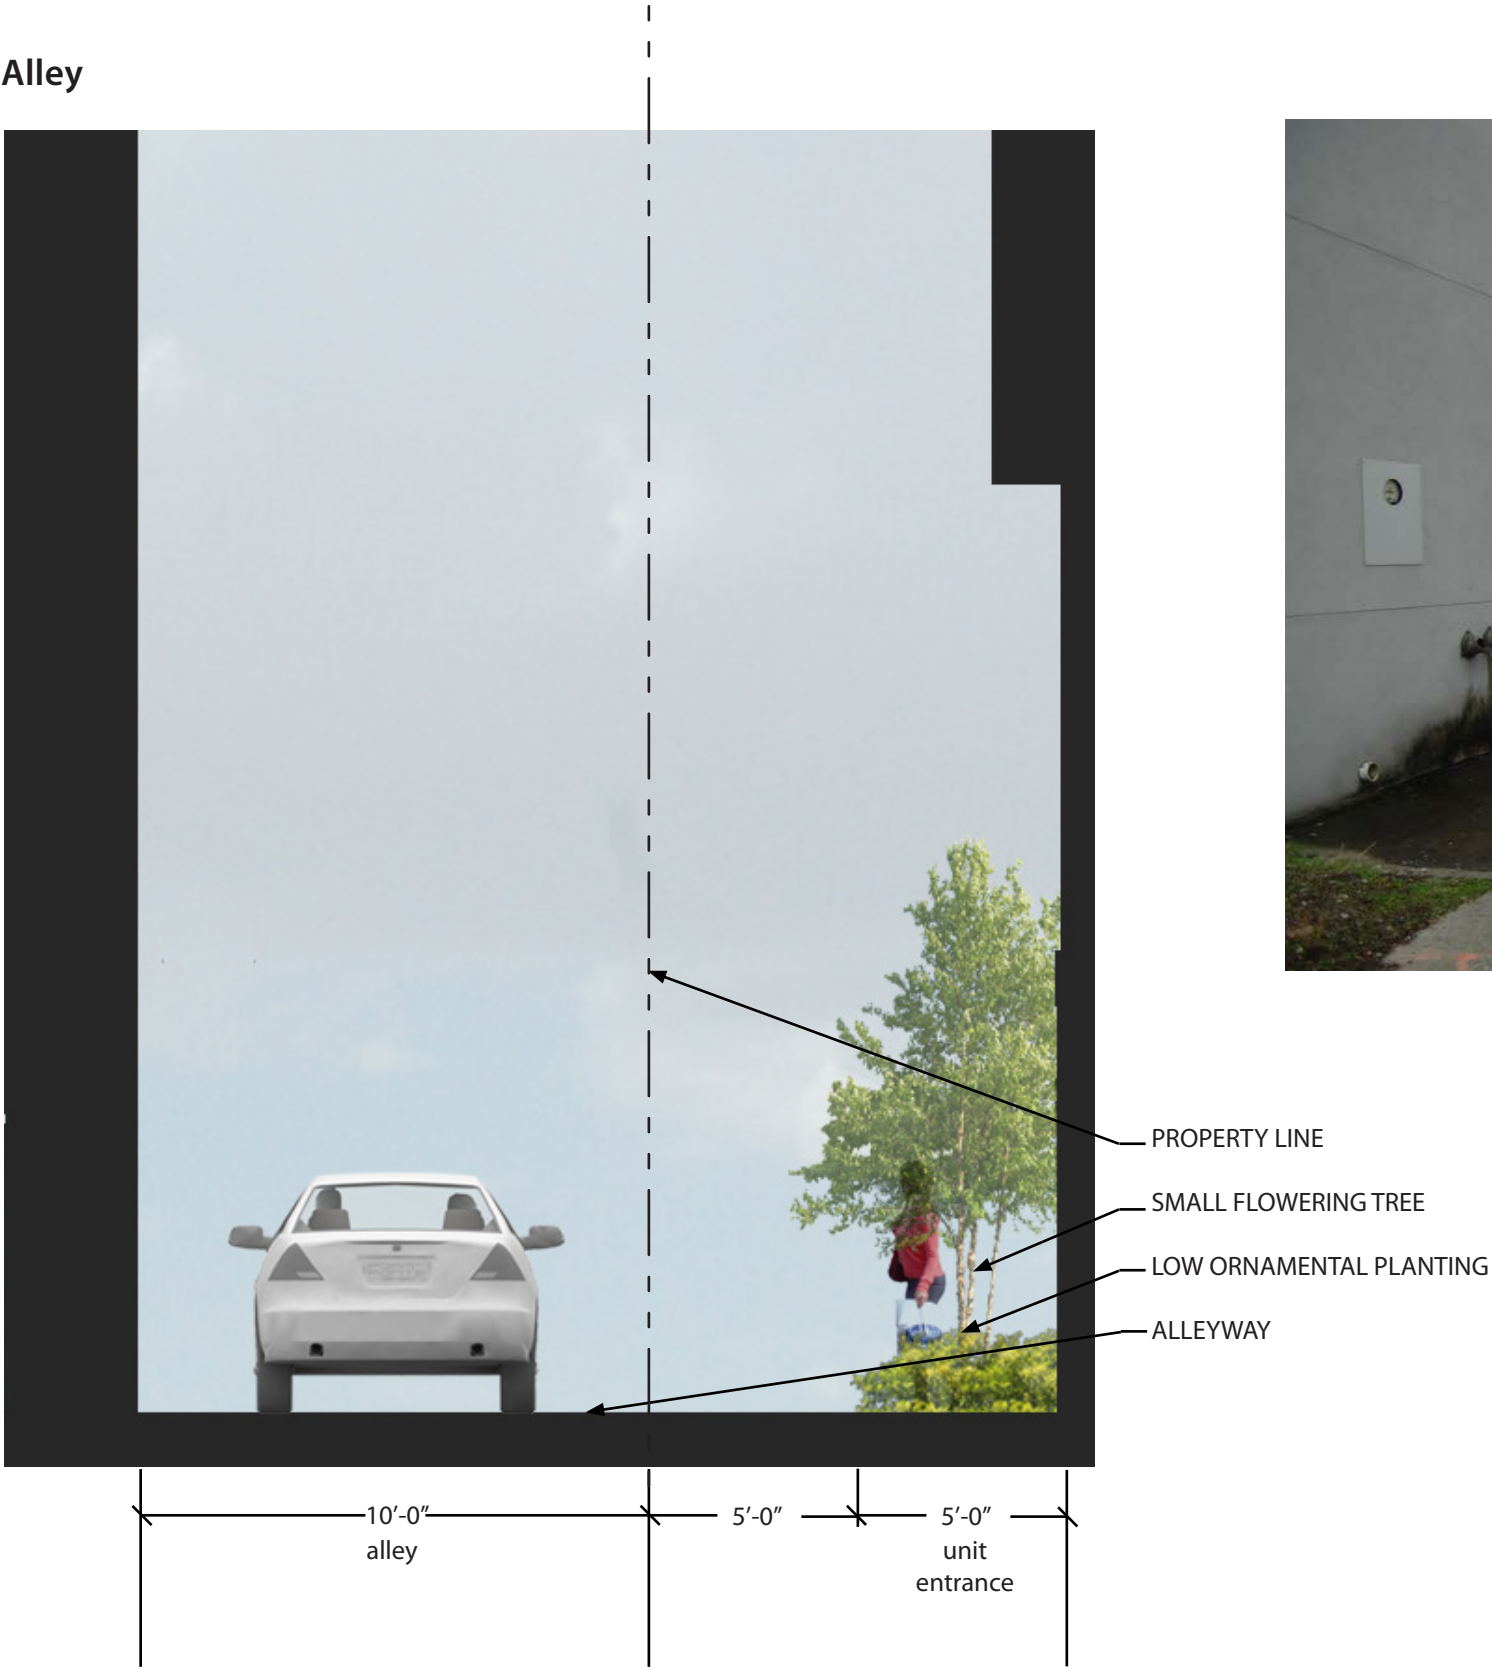 Alley
PROPERTY LINE
SMALL FLOWERING TREE
LOW ORNAMENTAL PLANTING
ALLEYWAY
10’-0”
5’-0”
5’-0”
alley
unit
entrance